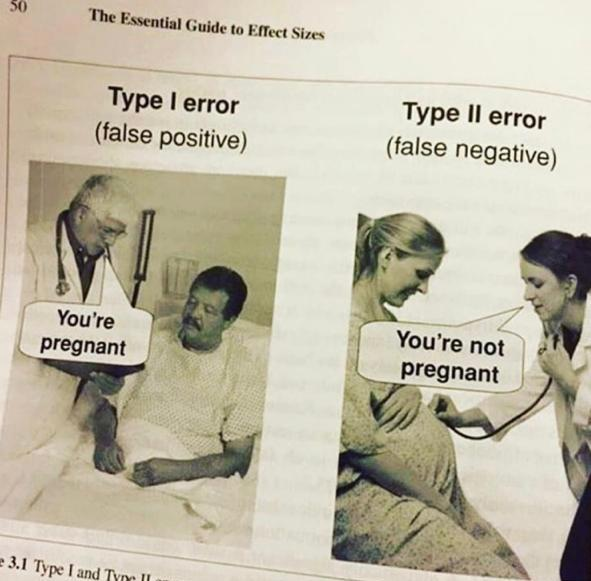 50
The Essential Guide to Effect Sizes
Type I error
(false positive)
Type II error
(false negative)
You're
pregnant
You're not
pregnant
3.1 Type I and Type II